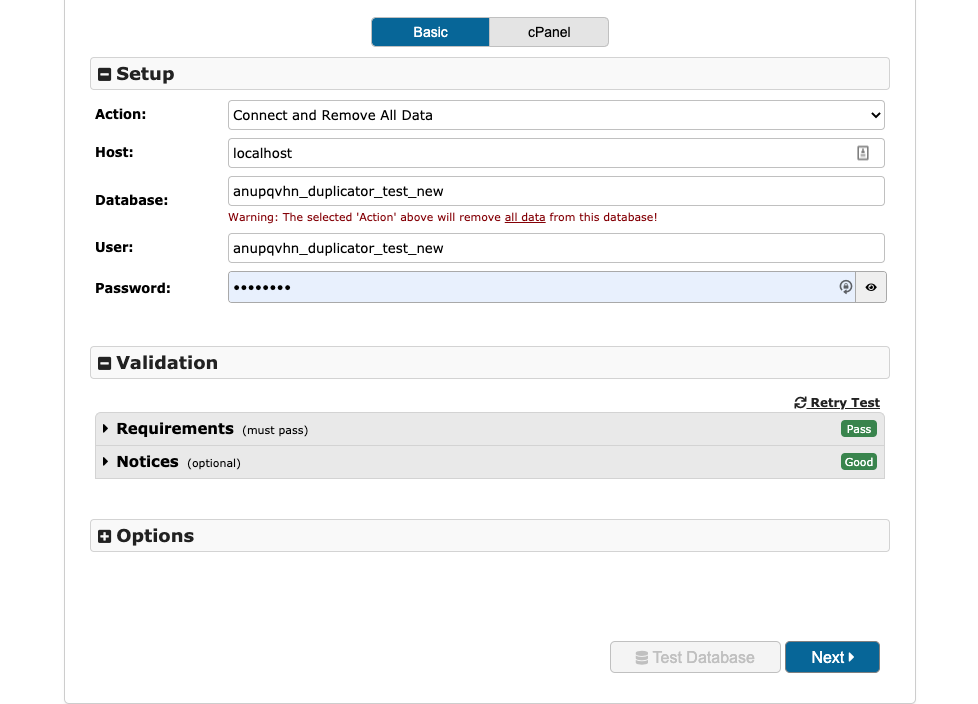 Basic cPanel
Setup
Action: Connect and Remove All Data
Host: localhost
Database: anupqvhn_duplicator_test_new
Warning: The selected 'Action' above will remove all data from this database!
User: anupqvhn_duplicator_test_new
Password: ••••••••
Validation
Retry Test
Requirements (must pass) Pass
Notices (optional) Good
Options
Test Database Next